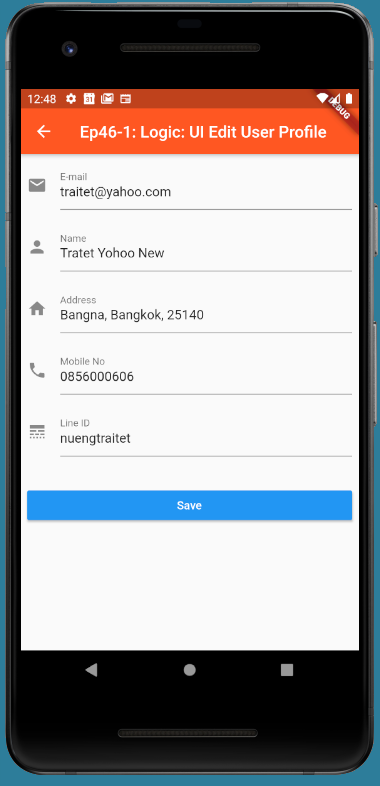 12:48
31
DEBUG
Ep46-1: Logic: UI Edit User Profile
E-mail
traitet@yahoo.com
Name
Tratet Yohoo New
Address
Bangna, Bangkok, 25140
Mobile No
0856000606
Line ID
nuengtraitet
Save